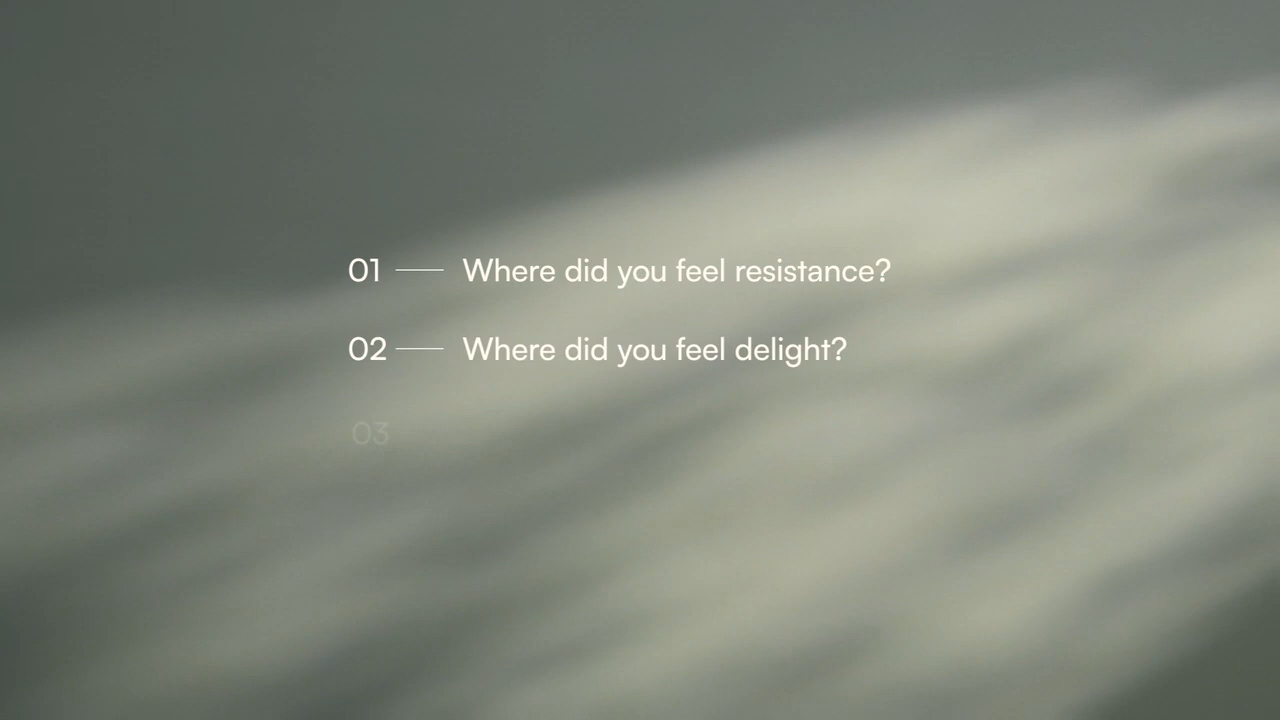 01 — Where did you feel resistance?
02 — Where did you feel delight?
03